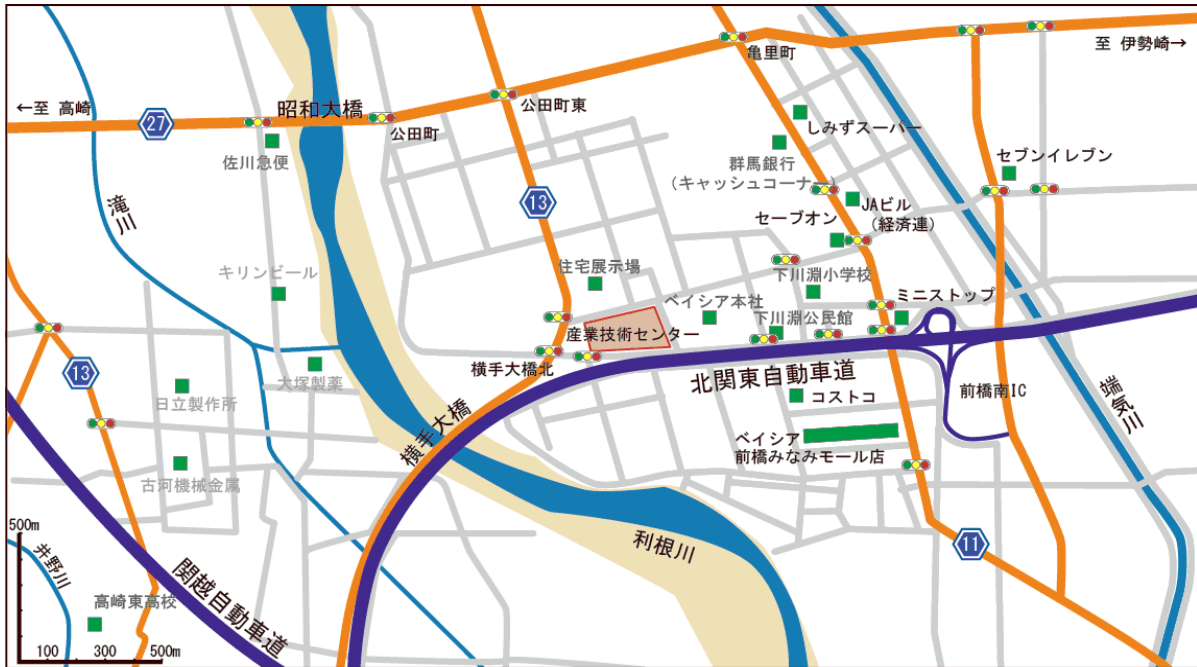 亀里町
至 伊勢崎→
←至 高崎
27
昭和大橋
公田町
公田町東
佐川急便
しみずスーパー
群馬銀行
(キャッシュコーナー)
セブンイレブン
滝川
13
JAビル
(経済連)
セーブオン
キリンビール
住宅展示場
下川淵小学校
ベイシア本社
ミニストップ
下川淵公民館
産業技術センター
横手大橋北
北関東自動車道
13
大塚製薬
日立製作所
前橋南IC
コストコ
端気川
横手大橋
ベイシア
前橋みなみモール店
古河機械金属
500m
井野川
利根川
11
関越自動車道
高崎東高校
100
300
500m